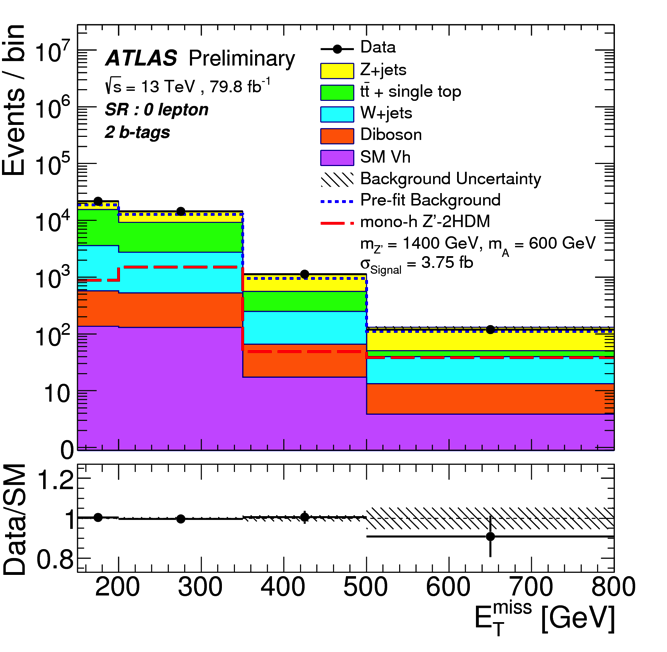 Events / bin
10⁷
10⁶
10⁵
10⁴
10³
10²
10
0
ATLAS Preliminary
√s = 13 TeV , 79.8 fb⁻¹
SR : 0 lepton
2 b-tags
Data
Z+jets
tt̄ + single top
W+jets
Diboson
SM Vh
Background Uncertainty
Pre-fit Background
mono-h Z'-2HDM
m_Z' = 1400 GeV, m_A = 600 GeV
σ_Signal = 3.75 fb
Data/SM
1.2
1
0.8
200 300 400 500 600 700 800
E_T^miss [GeV]